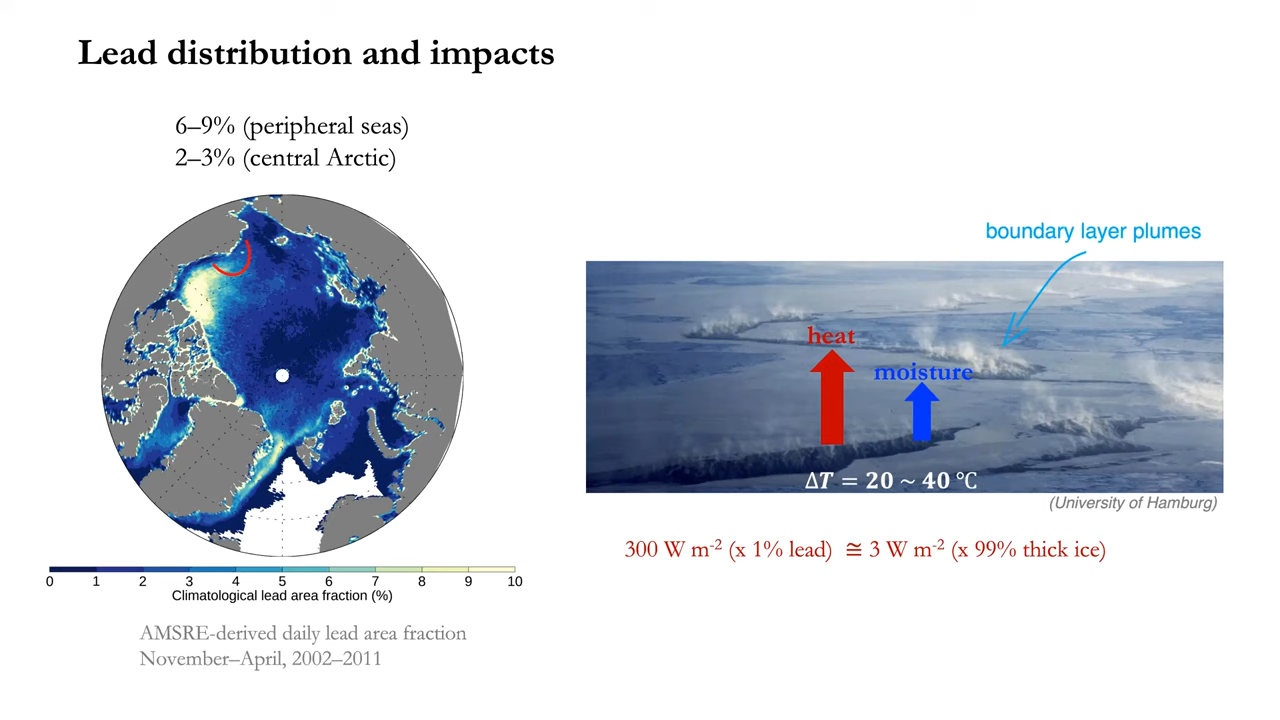 Lead distribution and impacts
6–9% (peripheral seas)
2–3% (central Arctic)
boundary layer plumes
heat
moisture
ΔT = 20 ~ 40 ℃
(University of Hamburg)
300 W m⁻² (x 1% lead) ≅ 3 W m⁻² (x 99% thick ice)
0 1 2 3 4 5 6 7 8 9 10
Climatological lead area fraction (%)
AMSRE-derived daily lead area fraction
November–April, 2002–2011